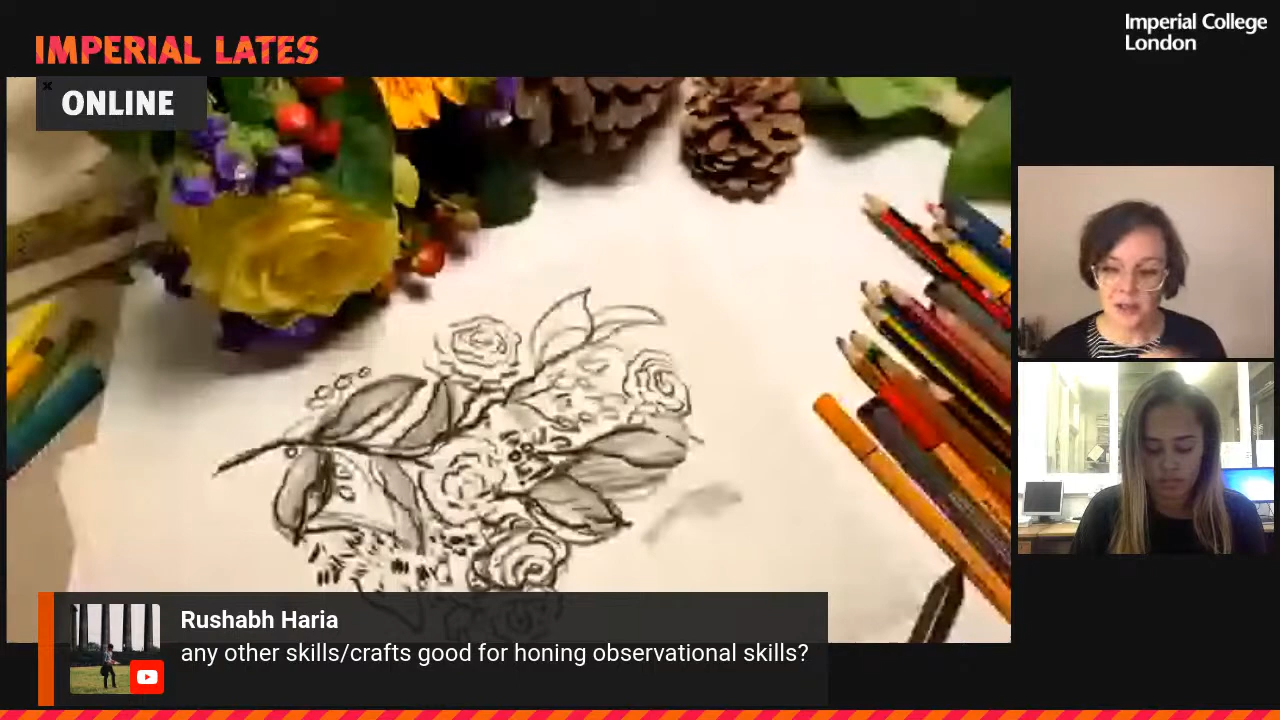 IMPERIAL LATES
ONLINE
Imperial College
London
Rushabh Haria
any other skills/crafts good for honing observational skills?